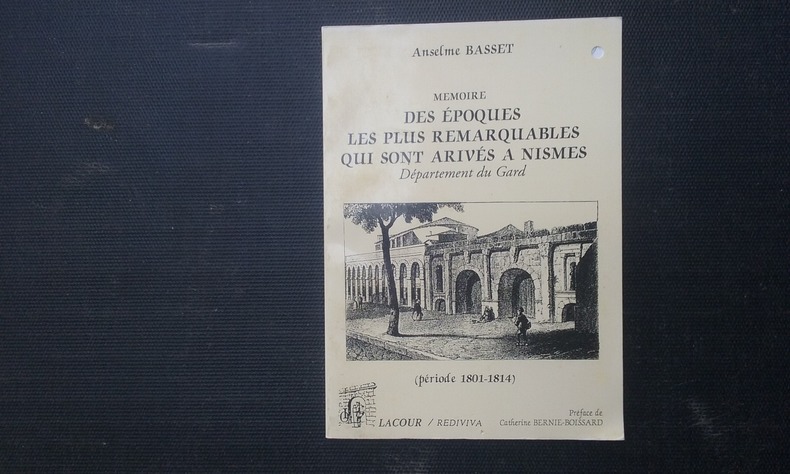 Anselme BASSET
MEMOIRE
DES ÉPOQUES
LES PLUS REMARQUABLES
QUI SONT ARIVÉS A NISMES
Département du Gard
(période 1801-1814)
LACOUR / REDIVIVA
Préface de
Catherine BERNIE-BOISSARD